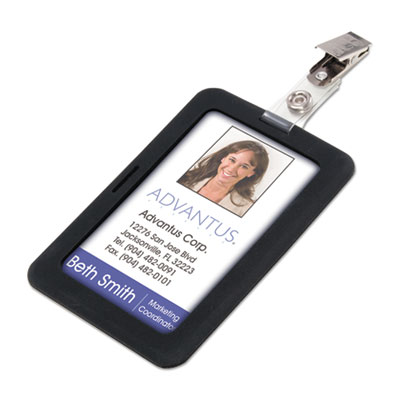 ADVANTUS.
Advantus Corp.
12276 San Jose Blvd
Jacksonville, FL 32223
Tel. (904) 482-0091
Fax. (904) 482-0101
Beth Smith
Marketing
Coordinator